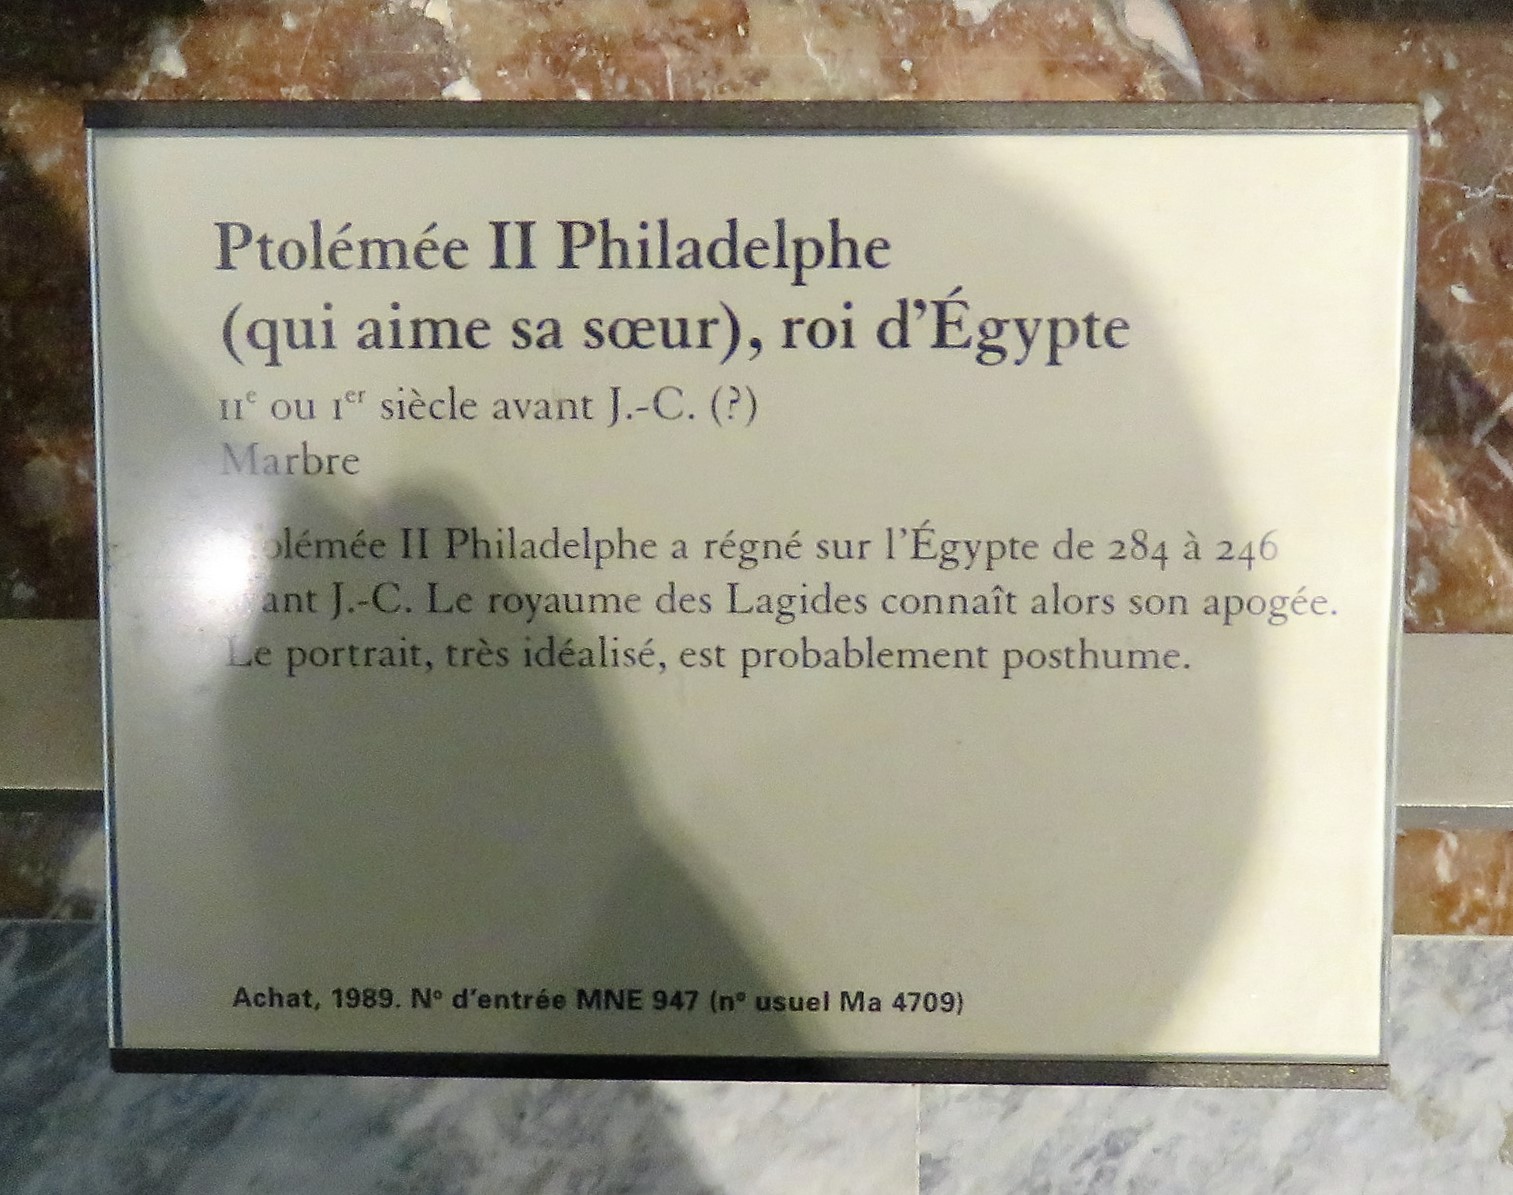 Ptolémée II Philadelphe
(qui aime sa sœur), roi d'Égypte
IIe ou Ier siècle avant J.-C. (?)
Marbre
Ptolémée II Philadelphe a régné sur l'Égypte de 284 à 246
avant J.-C. Le royaume des Lagides connaît alors son apogée.
Le portrait, très idéalisé, est probablement posthume.
Achat, 1989. N° d'entrée MNE 947 (n° usuel Ma 4709)